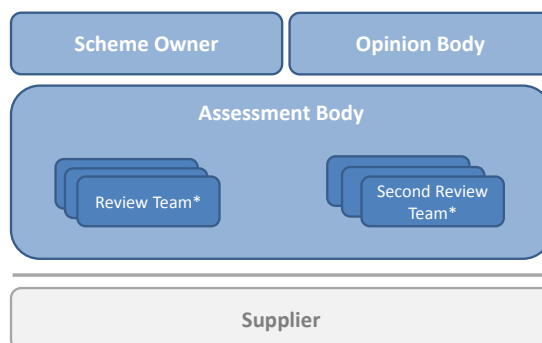 Scheme Owner
Opinion Body
Assessment Body
Review Team*
Second Review
Team*
Supplier